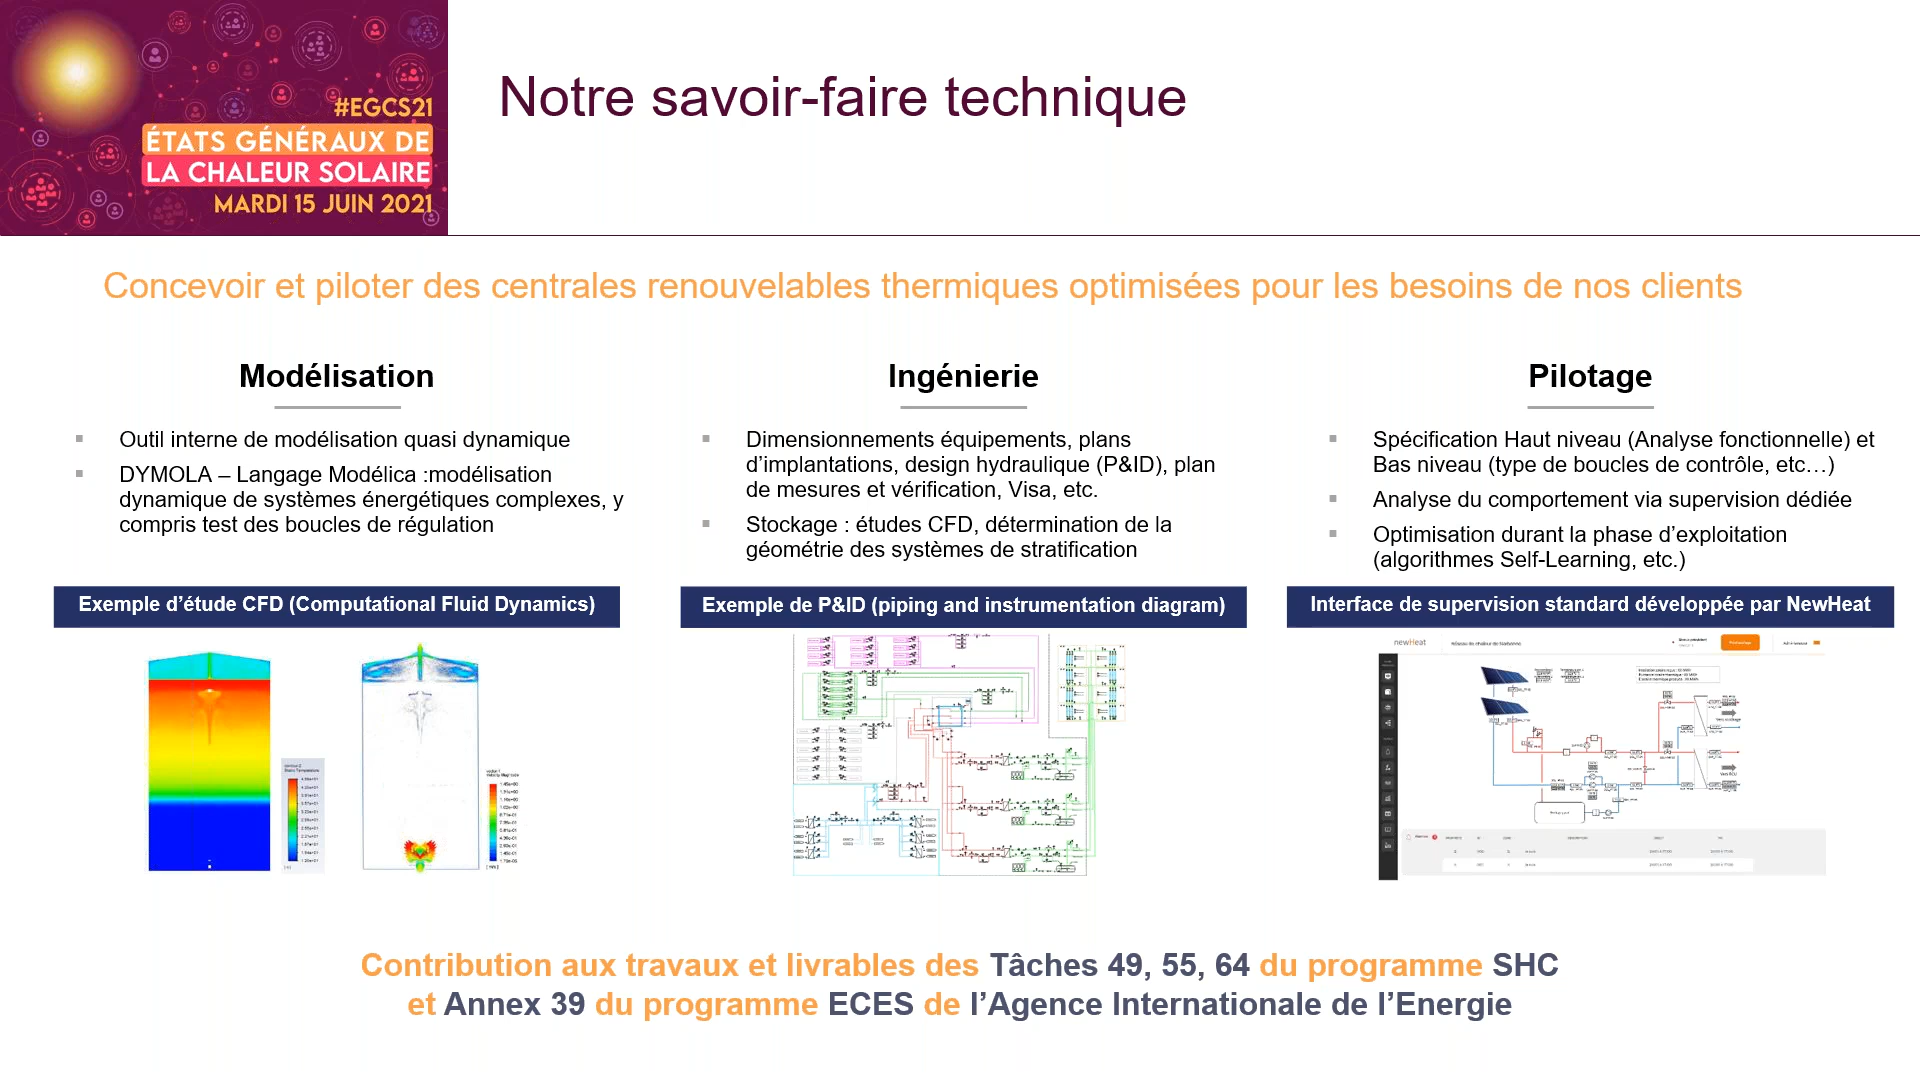 #EGCS21
ÉTATS GÉNÉRAUX DE
LA CHALEUR SOLAIRE
MARDI 15 JUIN 2021
Notre savoir-faire technique
Concevoir et piloter des centrales renouvelables thermiques optimisées pour les besoins de nos clients
Modélisation
▪ Outil interne de modélisation quasi dynamique
▪ DYMOLA – Langage Modélica :modélisation
dynamique de systèmes énergétiques complexes, y
compris test des boucles de régulation
Exemple d’étude CFD (Computational Fluid Dynamics)
Ingénierie
▪ Dimensionnements équipements, plans
d’implantations, design hydraulique (P&ID), plan
de mesures et vérification, Visa, etc.
▪ Stockage : études CFD, détermination de la
géométrie des systèmes de stratification
Exemple de P&ID (piping and instrumentation diagram)
Pilotage
▪ Spécification Haut niveau (Analyse fonctionnelle) et
Bas niveau (type de boucles de contrôle, etc…)
▪ Analyse du comportement via supervision dédiée
▪ Optimisation durant la phase d’exploitation
(algorithmes Self-Learning, etc.)
Interface de supervision standard développée par NewHeat
newHeat
Contribution aux travaux et livrables des Tâches 49, 55, 64 du programme SHC
et Annex 39 du programme ECES de l’Agence Internationale de l’Energie